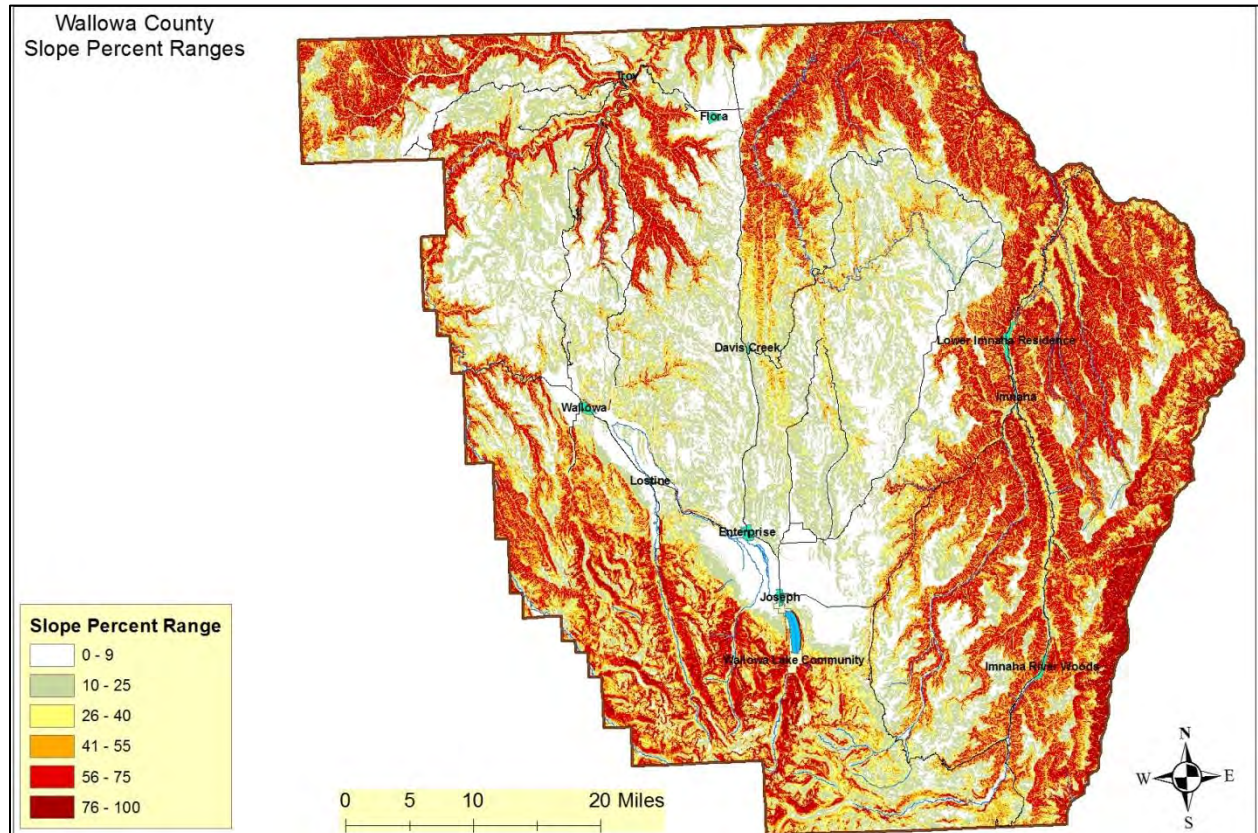 Wallowa County
Slope Percent Ranges
Troy
Flora
Davis Creek
Lower Imnaha Residence
Imnaha
Wallowa
Lostine
Enterprise
Joseph
Wallowa Lake Community
Imnaha River Woods
Slope Percent Range
0 - 9
10 - 25
26 - 40
41 - 55
56 - 75
76 - 100
0 5 10 20 Miles
N
W E
S